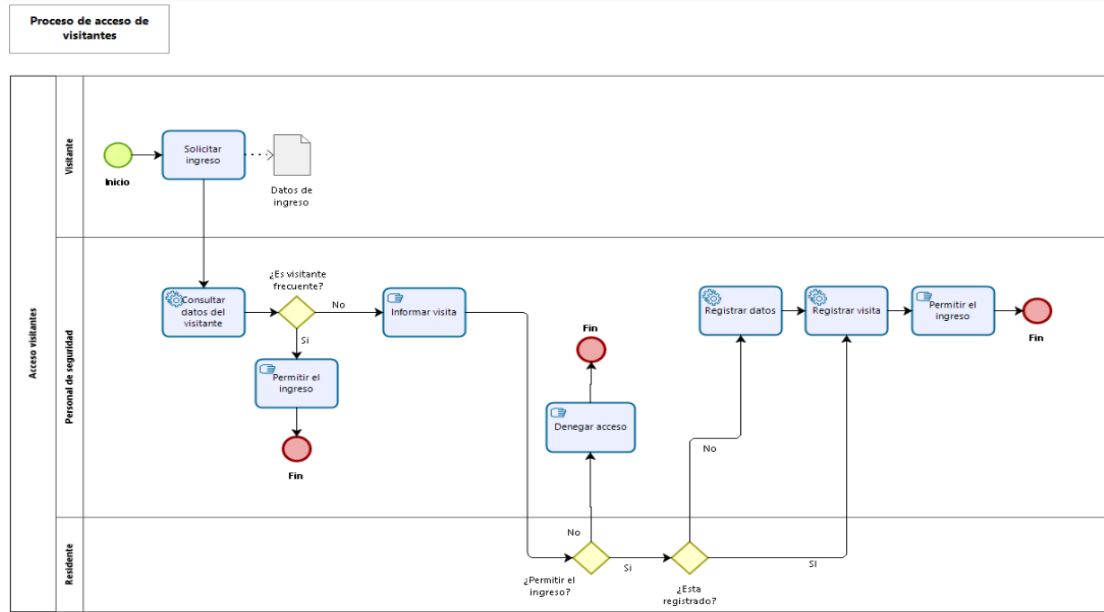 Proceso de acceso de
visitantes
Acceso visitantes
Visitante
Inicio
Solicitar
ingreso
Datos de
ingreso
Personal de seguridad
Consultar
datos del
visitante
¿Es visitante
frecuente?
No
Si
Informar visita
Permitir el
ingreso
Fin
Fin
Denegar acceso
Registrar datos
Registrar visita
Permitir el
ingreso
Fin
No
Residente
No
¿Permitir el
ingreso?
Si
¿Esta
registrado?
SI